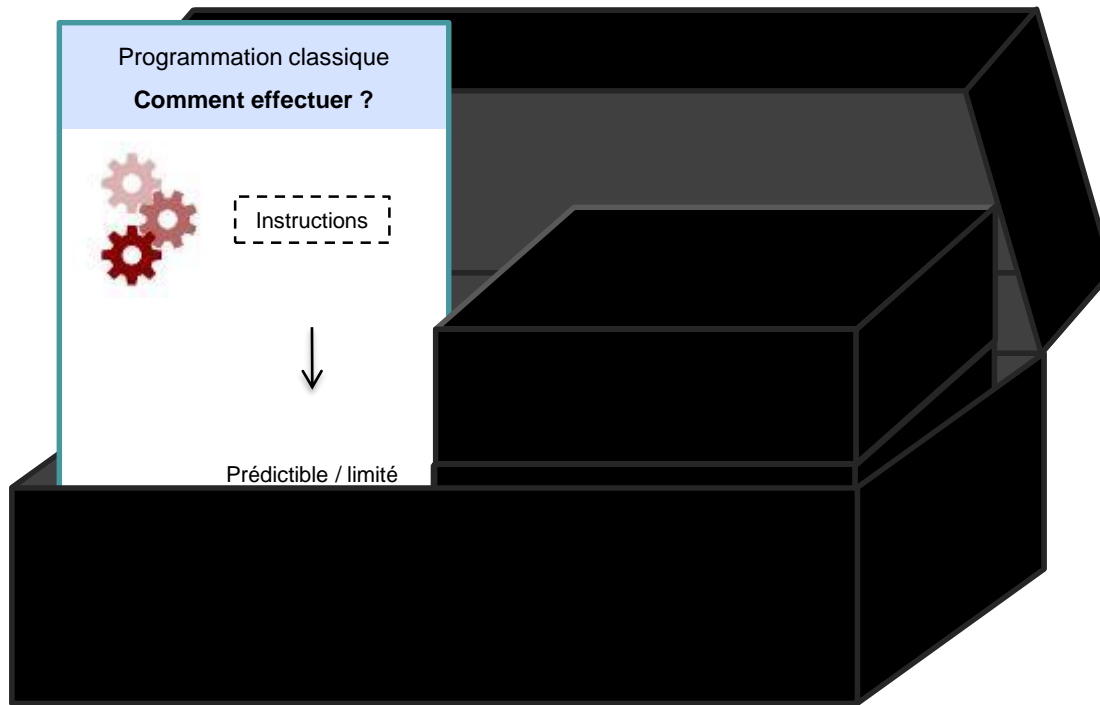 Programmation classique
Comment effectuer ?
Instructions
Prédictible / limité